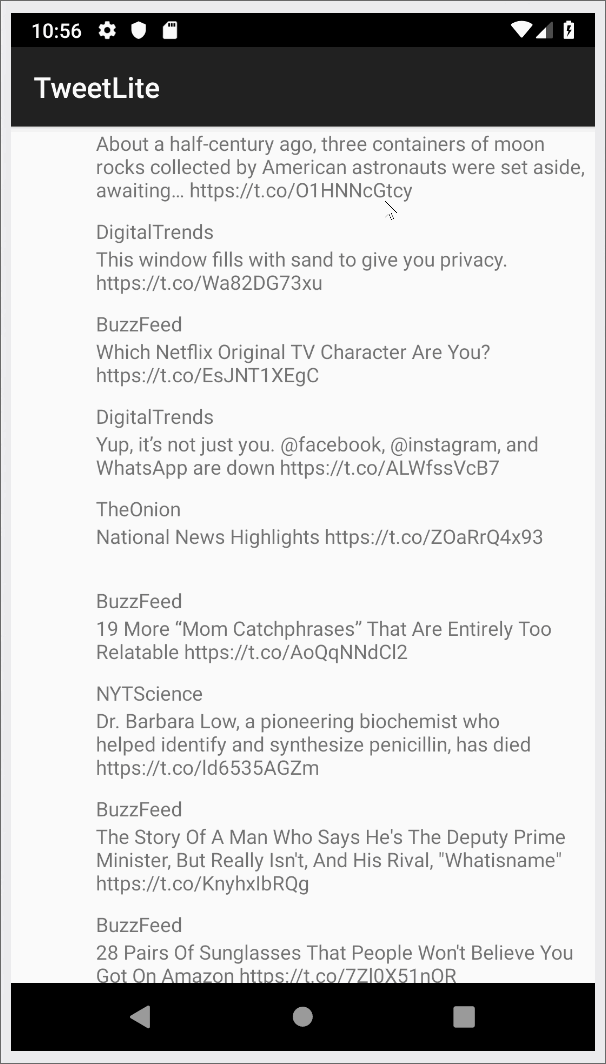 10:56
TweetLite
About a half-century ago, three containers of moon
rocks collected by American astronauts were set aside,
awaiting… https://t.co/O1HNNcGtcy
DigitalTrends
This window fills with sand to give you privacy.
https://t.co/Wa82DG73xu
BuzzFeed
Which Netflix Original TV Character Are You?
https://t.co/EsJNT1XEgC
DigitalTrends
Yup, it’s not just you. @facebook, @instagram, and
WhatsApp are down https://t.co/ALWfssVcB7
TheOnion
National News Highlights https://t.co/ZOaRrQ4x93
BuzzFeed
19 More “Mom Catchphrases” That Are Entirely Too
Relatable https://t.co/AoQqNNdCl2
NYTScience
Dr. Barbara Low, a pioneering biochemist who
helped identify and synthesize penicillin, has died
https://t.co/ld6535AGZm
BuzzFeed
The Story Of A Man Who Says He's The Deputy Prime
Minister, But Really Isn't, And His Rival, "Whatisname"
https://t.co/KnyhxlbRQg
BuzzFeed
28 Pairs Of Sunglasses That People Won't Believe You
Got On Amazon https://t.co/7Zl0X51nQR